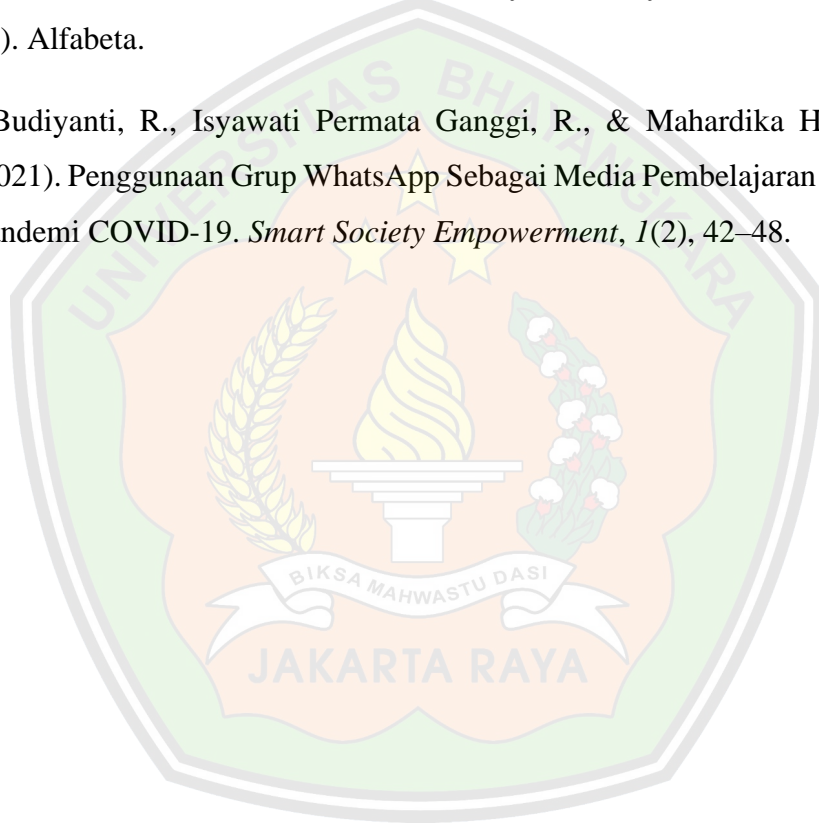 ). Alfabeta.
Budiyanti, R., Isyawati Permata Ganggi, R., & Mahardika H
021). Penggunaan Grup WhatsApp Sebagai Media Pembelajaran
ndemi COVID-19. Smart Society Empowerment, 1(2), 42–48.
UNIVERSITAS BHAYANGKARA
BIKSA MAHWASTU DASI
JAKARTA RAYA